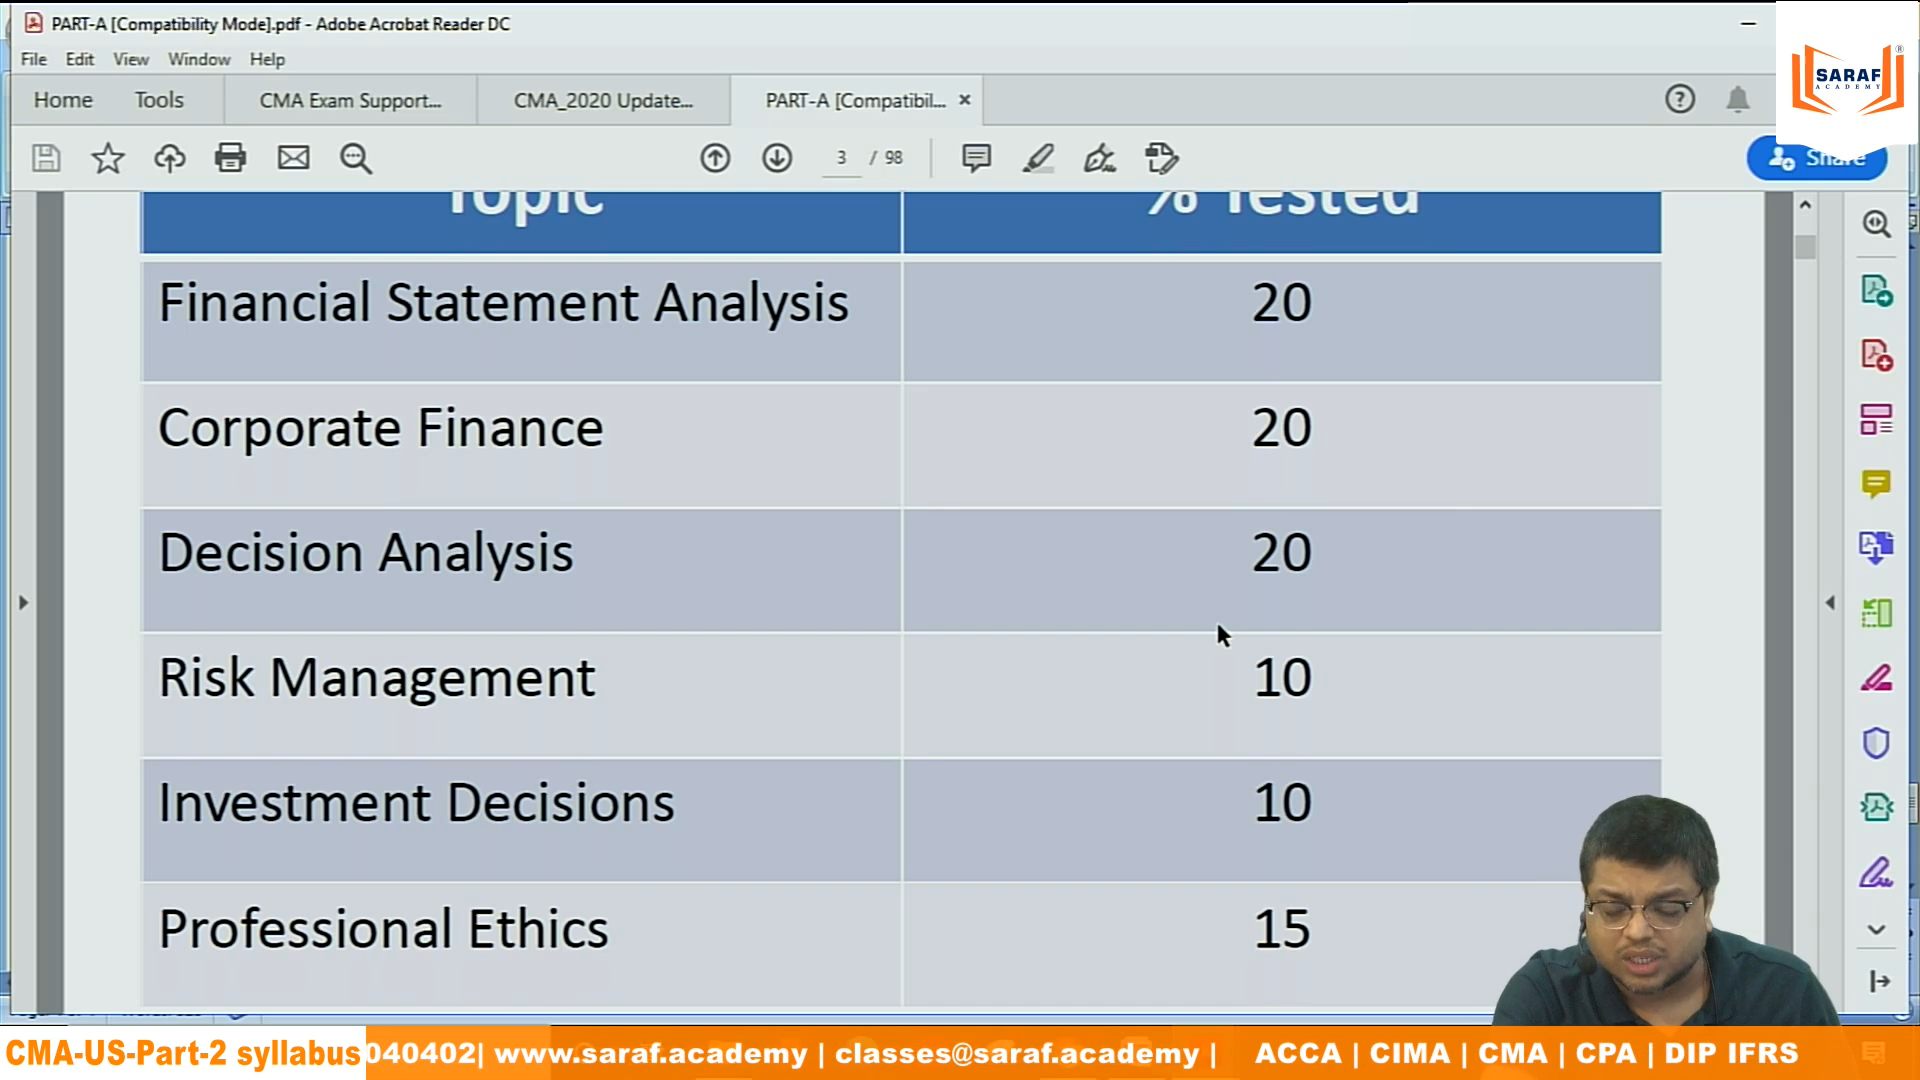 PART-A [Compatibility Mode].pdf - Adobe Acrobat Reader DC
File Edit View Window Help
Home Tools CMA Exam Support... CMA_2020 Update... PART-A [Compatibil... ×
3 / 98
Share
SARAF
ACADEMY
®
Topic % Tested
Financial Statement Analysis 20
Corporate Finance 20
Decision Analysis 20
Risk Management 10
Investment Decisions 10
Professional Ethics 15
CMA-US-Part-2 syllabus 040402| www.saraf.academy | classes@saraf.academy | ACCA | CIMA | CMA | CPA | DIP IFRS